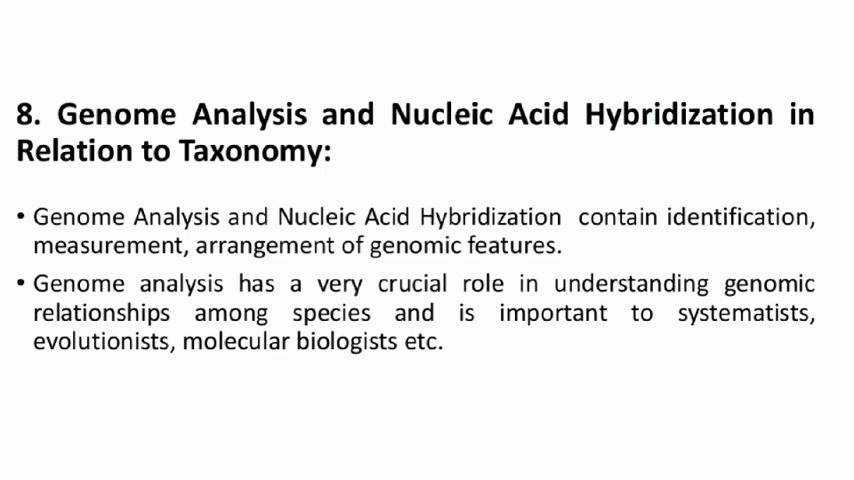 8. Genome Analysis and Nucleic Acid Hybridization in
Relation to Taxonomy:
• Genome Analysis and Nucleic Acid Hybridization contain identification,
measurement, arrangement of genomic features.
• Genome analysis has a very crucial role in understanding genomic
relationships among species and is important to systematists,
evolutionists, molecular biologists etc.